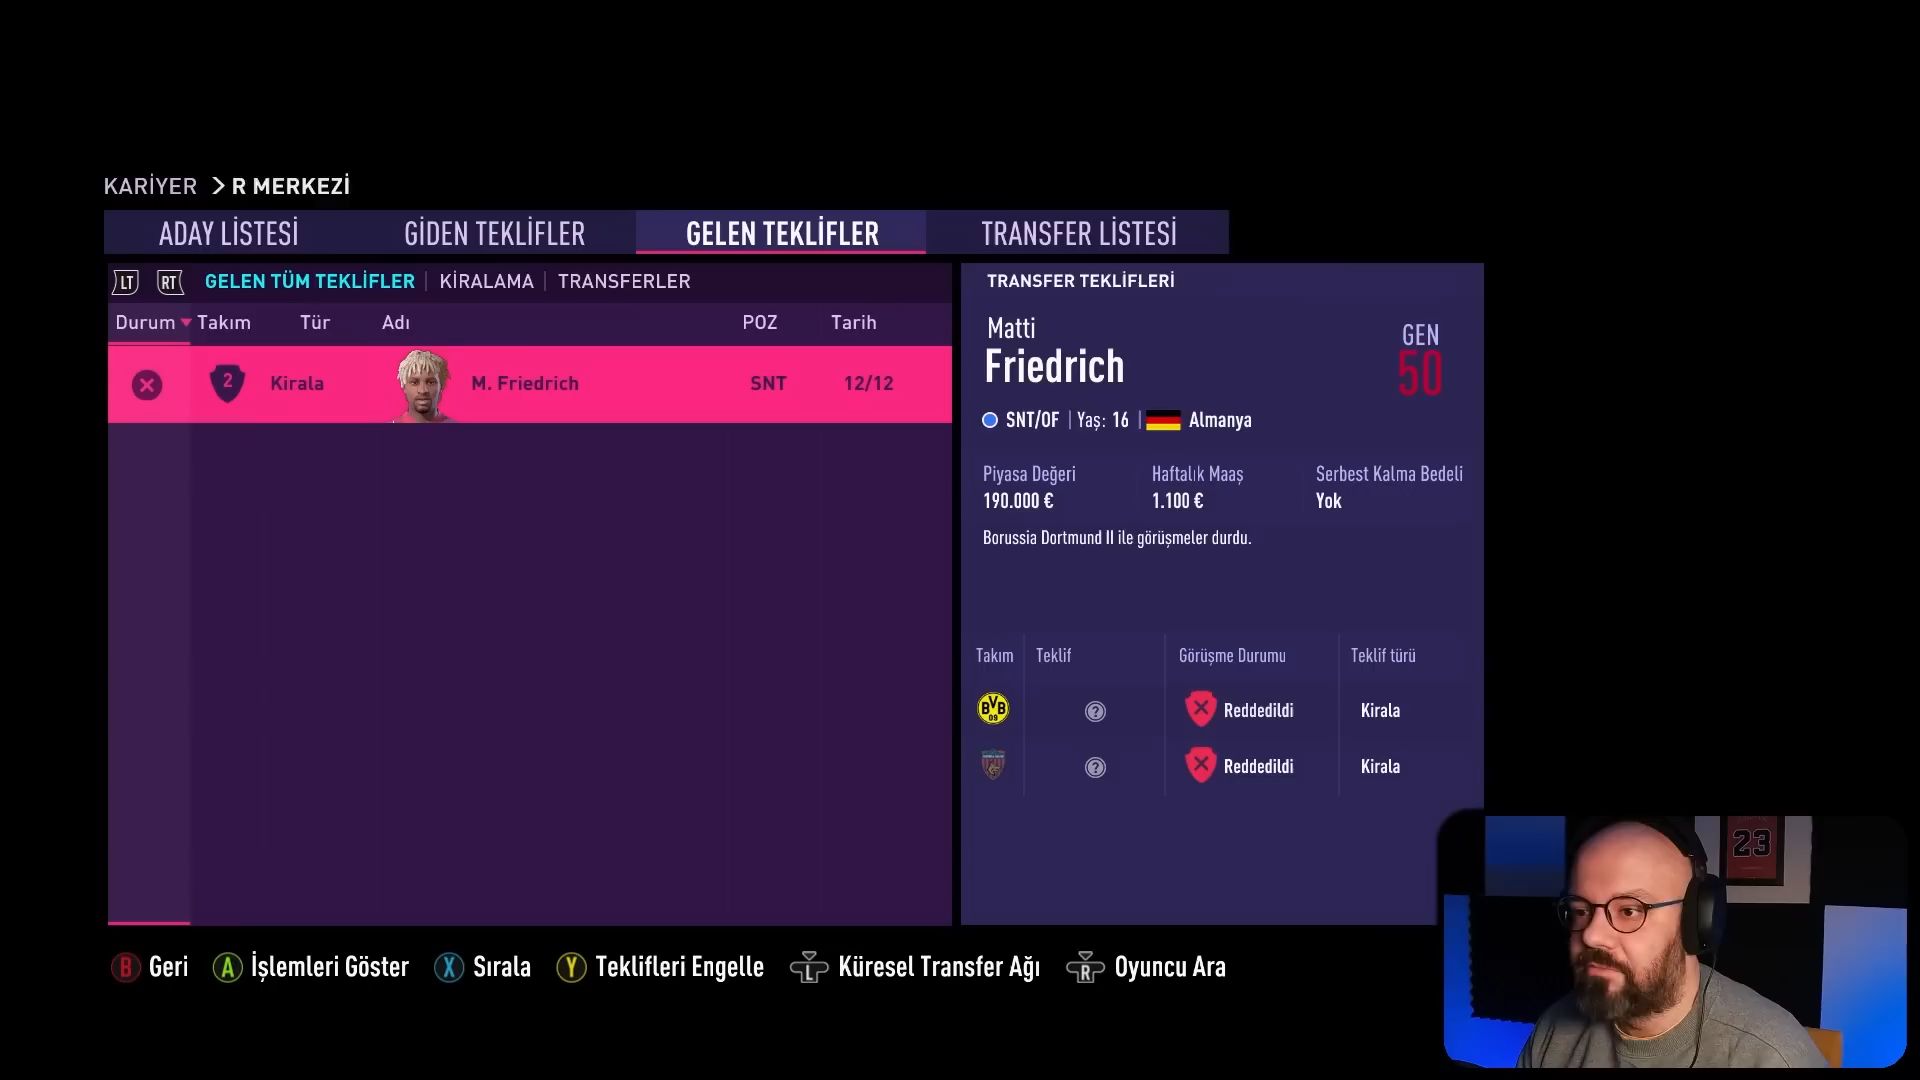 KARİYER > R MERKEZİ
ADAY LİSTESİ GİDEN TEKLİFLER GELEN TEKLİFLER TRANSFER LİSTESİ
LT RT GELEN TÜM TEKLİFLER | KİRALAMA | TRANSFERLER
Durum Takım Tür Adı POZ Tarih
2 Kirala M. Friedrich SNT 12/12
TRANSFER TEKLİFLERİ
Matti
Friedrich
GEN
50
SNT/OF | Yaş: 16 | Almanya
Piyasa Değeri Haftalık Maaş Serbest Kalma Bedeli
190.000 € 1.100 € Yok
Borussia Dortmund II ile görüşmeler durdu.
Takım Teklif Görüşme Durumu Teklif türü
BVB 09 ? Reddedildi Kirala
? Reddedildi Kirala
23
B Geri A İşlemleri Göster X Sırala Y Teklifleri Engelle L Küresel Transfer Ağı R Oyuncu Ara